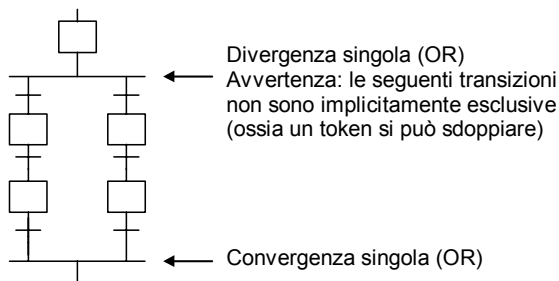 Divergenza singola (OR)
Avvertenza: le seguenti transizioni
non sono implicitamente esclusive
(ossia un token si può sdoppiare)
Convergenza singola (OR)